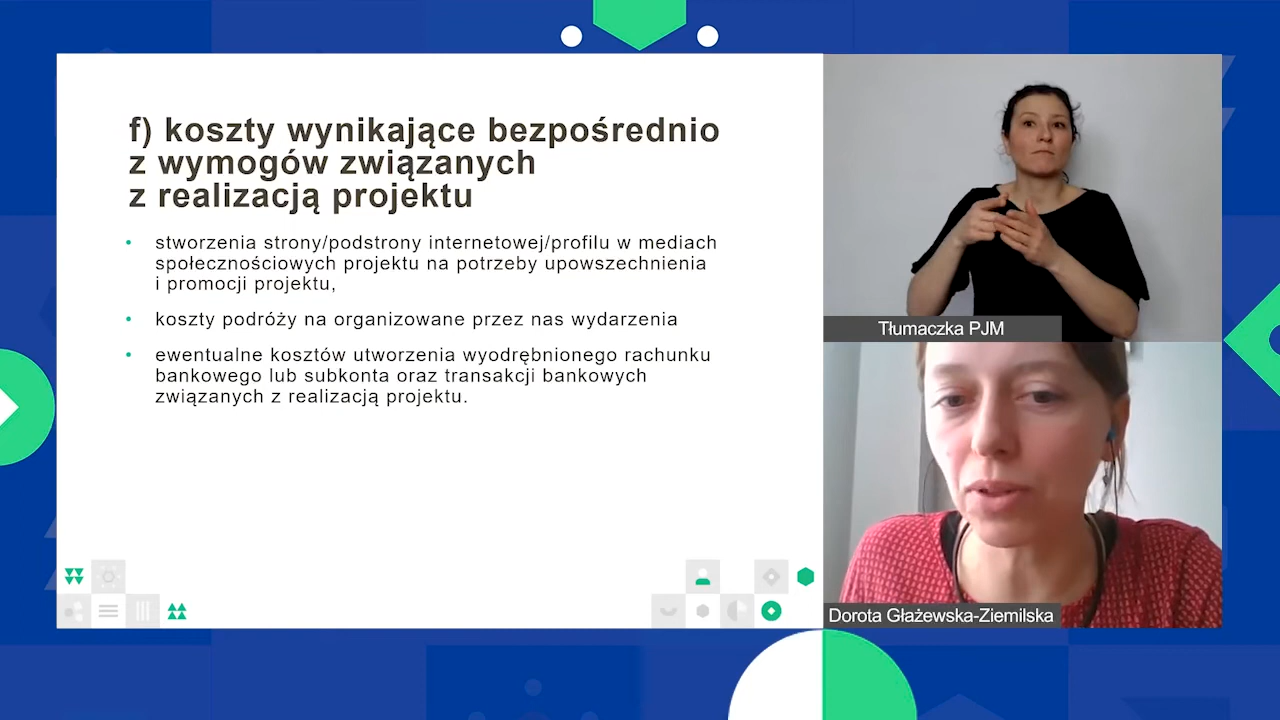 f) koszty wynikające bezpośrednio
z wymogów związanych
z realizacją projektu
• stworzenia strony/podstrony internetowej/profilu w mediach
społecznościowych projektu na potrzeby upowszechnienia
i promocji projektu,
• koszty podróży na organizowane przez nas wydarzenia
• ewentualne kosztów utworzenia wyodrębnionego rachunku
bankowego lub subkonta oraz transakcji bankowych
związanych z realizacją projektu.
Tłumaczka PJM
Dorota Głażewska-Ziemilska